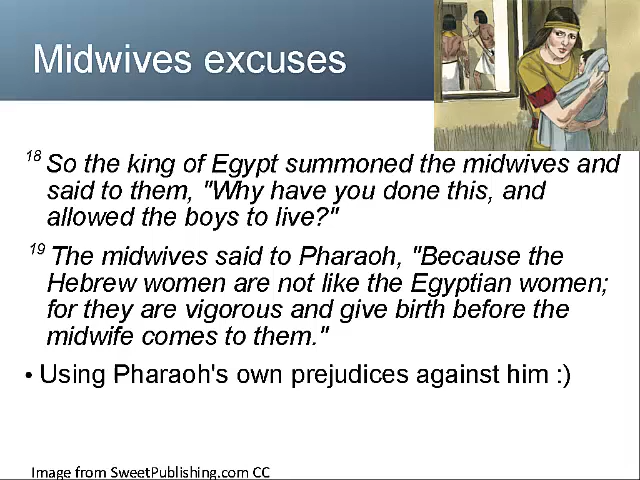 Midwives excuses
18 So the king of Egypt summoned the midwives and
said to them, "Why have you done this, and
allowed the boys to live?"
19 The midwives said to Pharaoh, "Because the
Hebrew women are not like the Egyptian women;
for they are vigorous and give birth before the
midwife comes to them."
• Using Pharaoh's own prejudices against him :)
Image from SweetPublishing.com CC